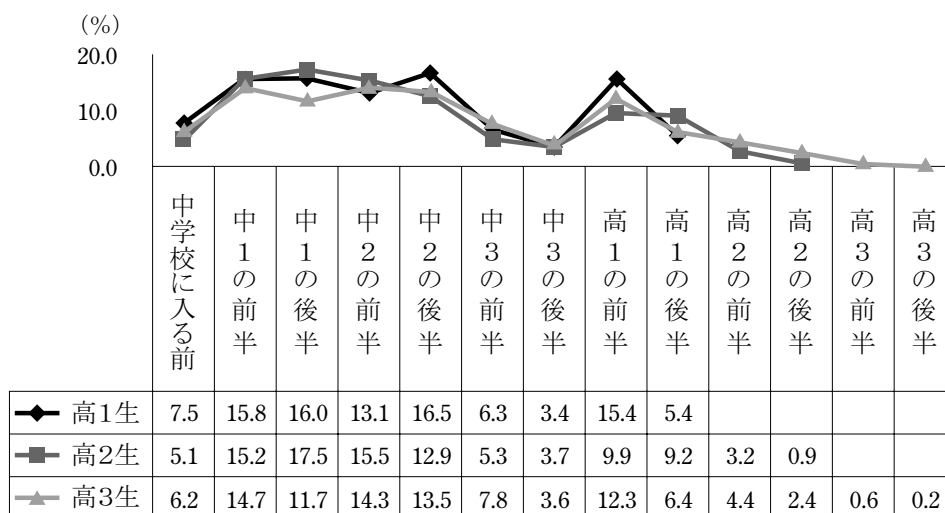 (%)
20.0
10.0
0.0
中学校に入る前 中1の前半 中1の後半 中2の前半 中2の後半 中3の前半 中3の後半 高1の前半 高1の後半 高2の前半 高2の後半 高3の前半 高3の後半
高1生 7.5 15.8 16.0 13.1 16.5 6.3 3.4 15.4 5.4
高2生 5.1 15.2 17.5 15.5 12.9 5.3 3.7 9.9 9.2 3.2 0.9
高3生 6.2 14.7 11.7 14.3 13.5 7.8 3.6 12.3 6.4 4.4 2.4 0.6 0.2